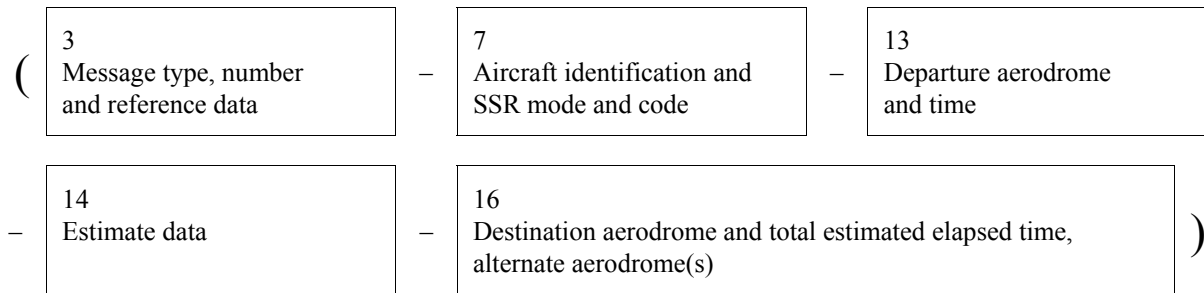 (
3
Message type, number
and reference data
–
7
Aircraft identification and
SSR mode and code
–
13
Departure aerodrome
and time
–
14
Estimate data
–
16
Destination aerodrome and total estimated elapsed time,
alternate aerodrome(s)
)